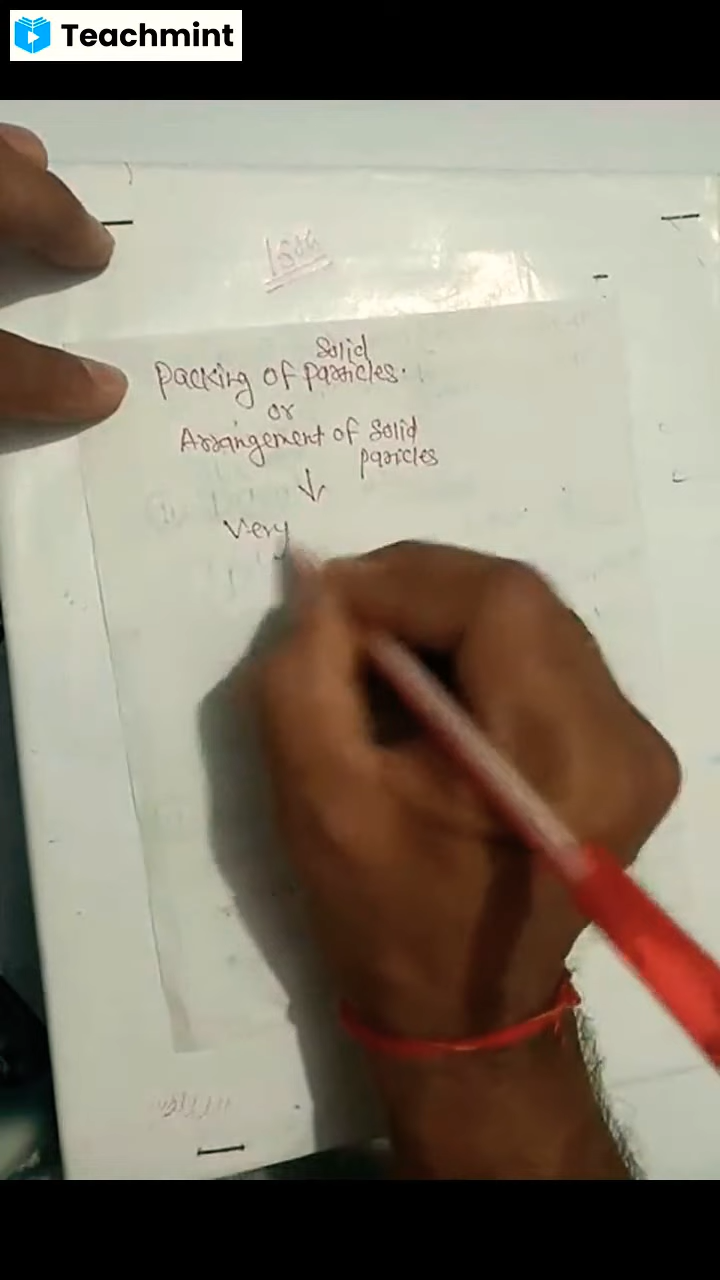 Teachmint
Solid
Packing of Particles.
or
Arrangement of Solid
particles
Very